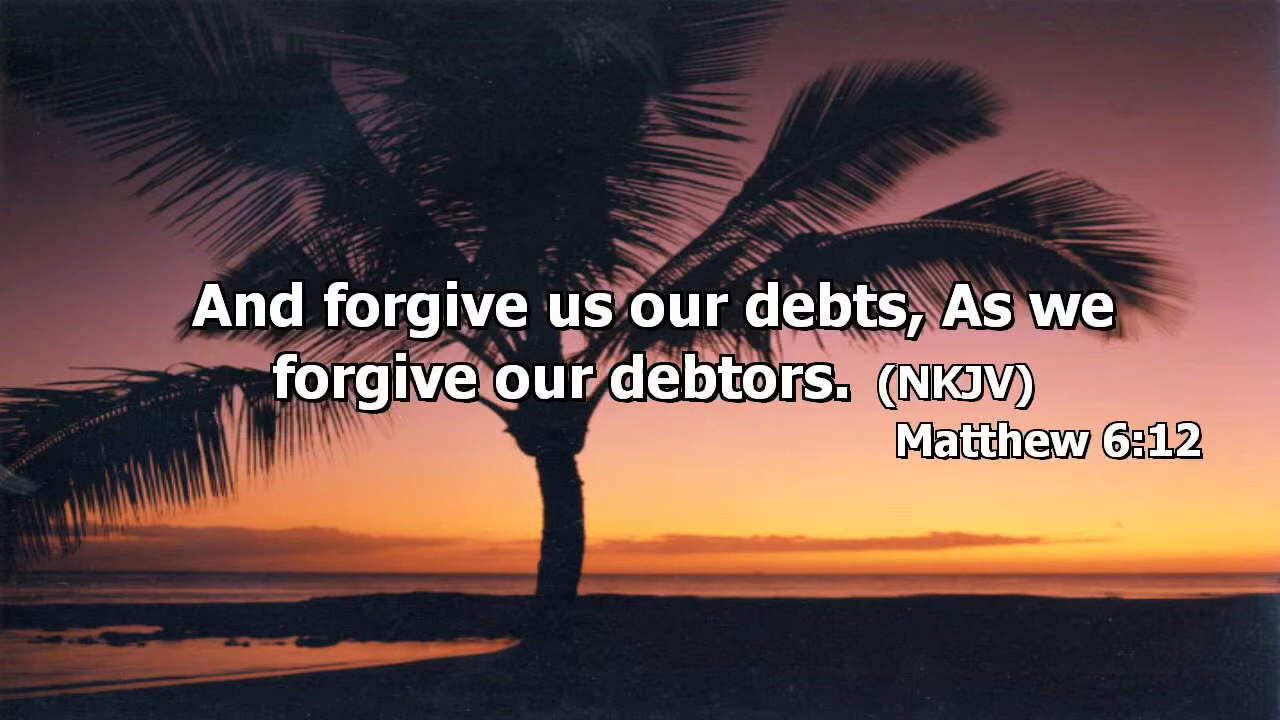 And forgive us our debts, As we
forgive our debtors. (NKJV)
Matthew 6:12